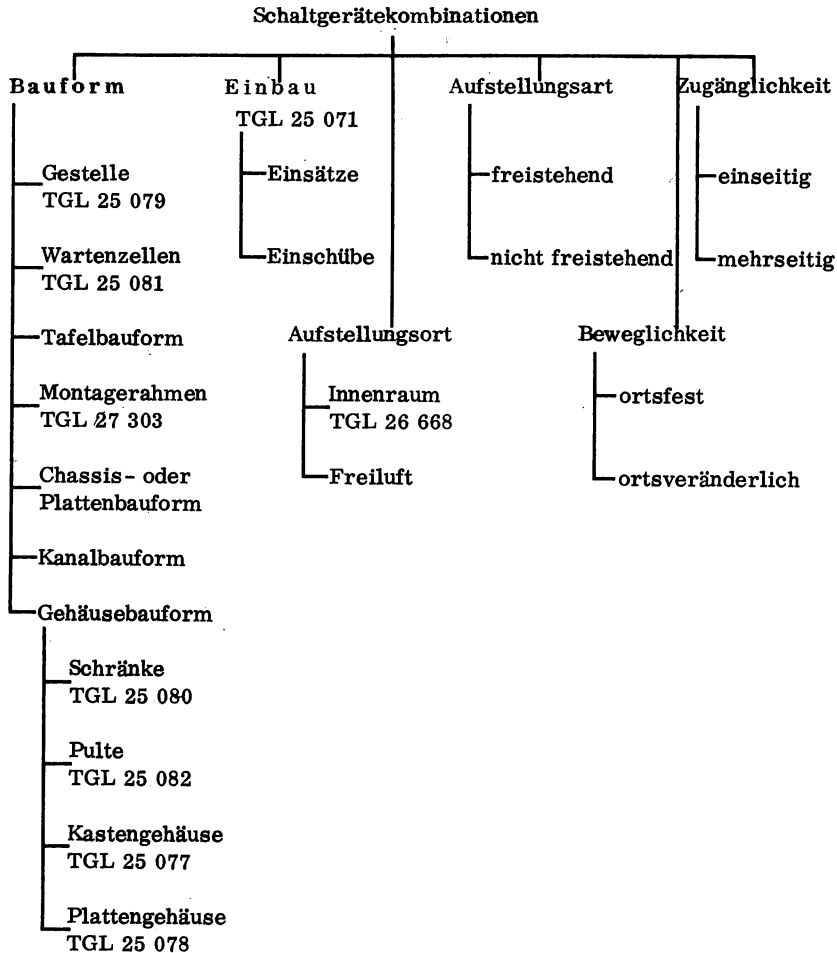 Schaltgerätekombinationen
Bauform
Gestelle
TGL 25 079
Wartenzellen
TGL 25 081
Tafelbauform
Montagerahmen
TGL 27 303
Chassis- oder
Plattenbauform
Kanalbauform
Gehäusebauform
Schränke
TGL 25 080
Pulte
TGL 25 082
Kastengehäuse
TGL 25 077
Plattengehäuse
TGL 25 078
Einbau
TGL 25 071
Einsätze
Einschübe
Aufstellungsort
Innenraum
TGL 26 668
Freiluft
Aufstellungsart
freistehend
nicht freistehend
Beweglichkeit
ortsfest
ortsveränderlich
Zugänglichkeit
einseitig
mehrseitig